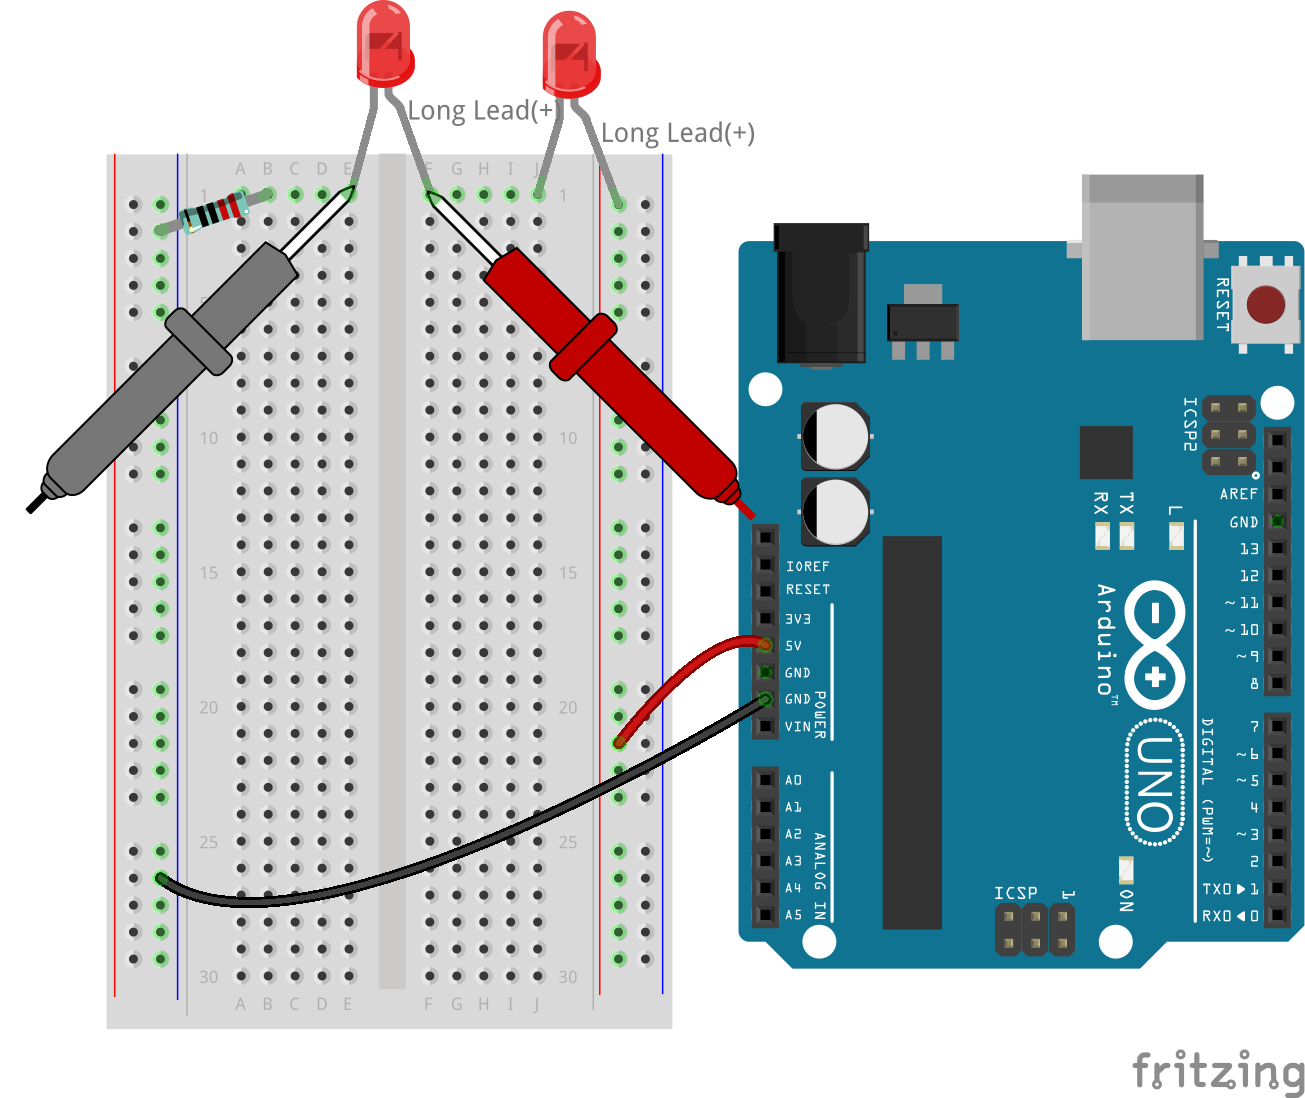 Long Lead(+)
Long Lead(+)
A B C D E F G H I J
1 1
10 10
15 15
20 20
25 25
30 30
A B C D E F G H I J
RESET
ICSP2
IOREF
RESET
3V3
5V
GND
GND
VIN
POWER
A0
A1
A2
A3
A4
A5
ANALOG IN
RX
TX
L
Arduino™
UNO
AREF
GND
13
12
~11
~10
~9
8
7
~6
~5
4
~3
2
TX0▶1
RX0◀0
DIGITAL (PWM=~)
ON
ICSP
1
fritzing